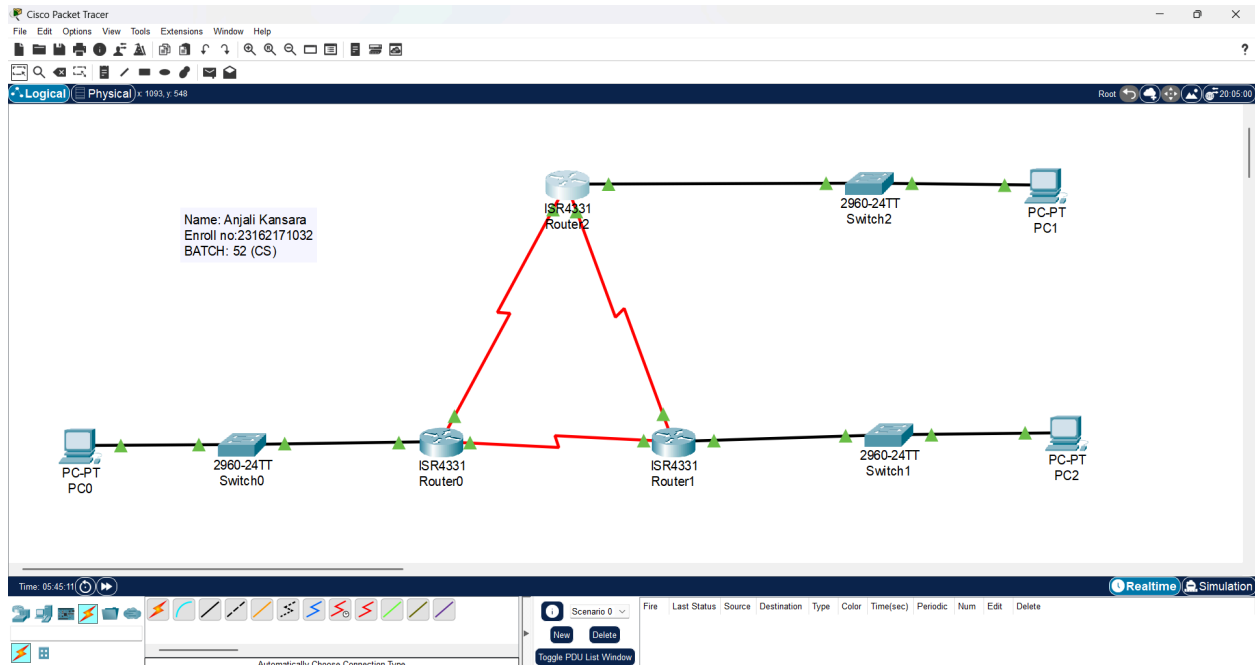 Cisco Packet Tracer
File Edit Options View Tools Extensions Window Help
?
Logical Physical x: 1093, y: 548
Root 20:05:00
Name: Anjali Kansara
Enroll no:23162171032
BATCH: 52 (CS)
ISR4331
Router2
2960-24TT
Switch2
PC-PT
PC1
PC-PT
PC0
2960-24TT
Switch0
ISR4331
Router0
ISR4331
Router1
2960-24TT
Switch1
PC-PT
PC2
Time: 05:45:11
Realtime Simulation
Scenario 0
New Delete
Toggle PDU List Window
Fire Last Status Source Destination Type Color Time(sec) Periodic Num Edit Delete
Automatically Choose Connection Type